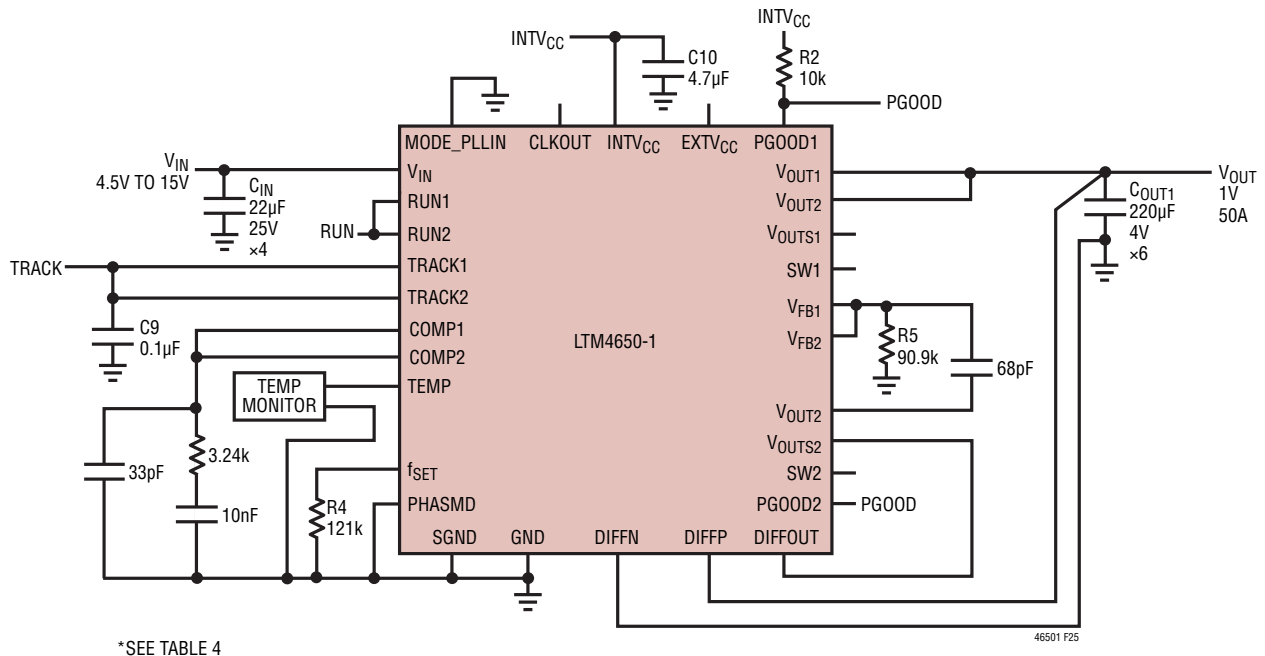 INTVCC
INTVCC
C10
4.7µF
R2
10k
PGOOD
MODE_PLLIN
CLKOUT
INTVCC
EXTVCC
PGOOD1
VIN
4.5V TO 15V
CIN
22µF
25V
×4
VIN
RUN1
RUN
RUN2
TRACK
TRACK1
TRACK2
C9
0.1µF
COMP1
COMP2
TEMP
MONITOR
TEMP
33pF
3.24k
10nF
fSET
R4
121k
PHASMD
SGND
GND
DIFFN
DIFFP
DIFFOUT
LTM4650-1
VOUT1
VOUT2
VOUTS1
SW1
VFB1
VFB2
R5
90.9k
68pF
VOUT2
VOUTS2
SW2
PGOOD2
PGOOD
COUT1
220µF
4V
×6
VOUT
1V
50A
46501 F25
*SEE TABLE 4